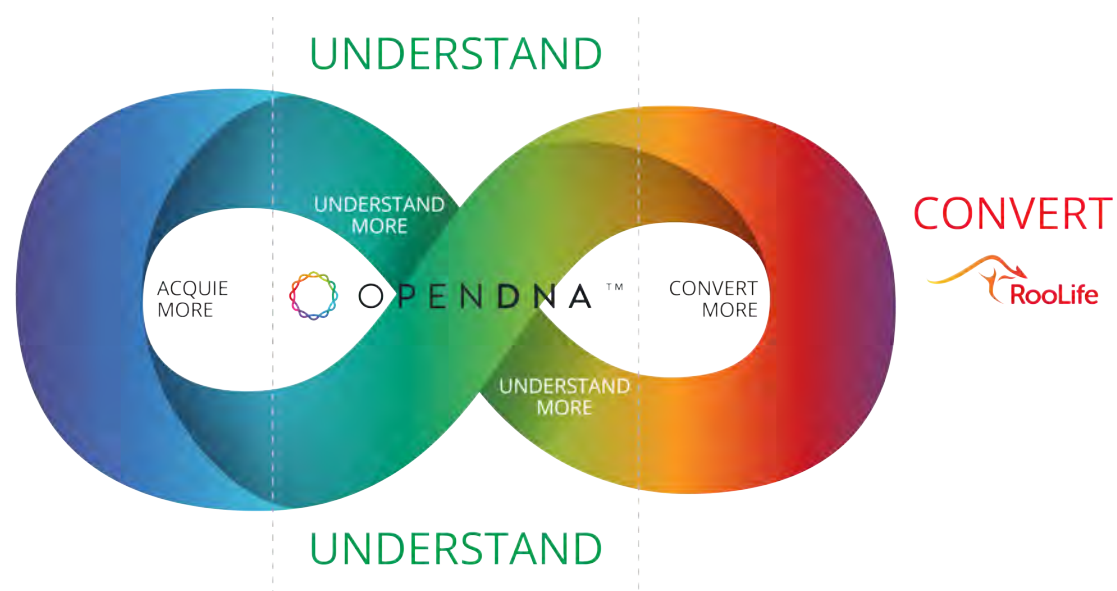 UNDERSTAND
UNDERSTAND
MORE
CONVERT
ACQUIE
MORE
OPENDNA™
CONVERT
MORE
RooLife
UNDERSTAND
MORE
UNDERSTAND